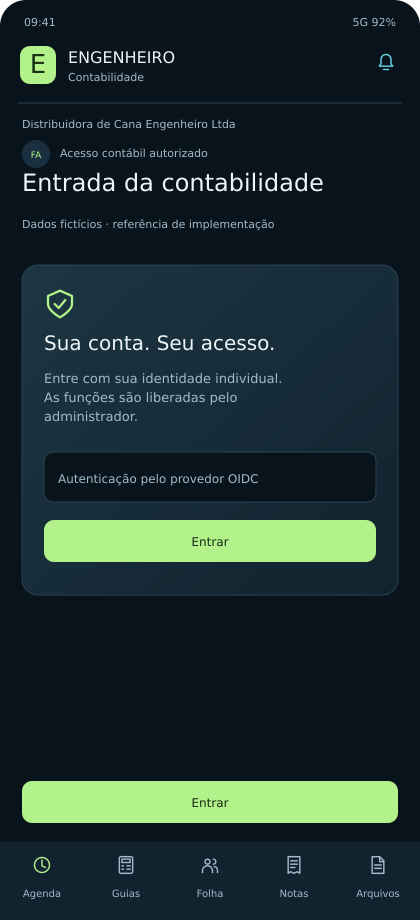 09:41
5G 92%
E
ENGENHEIRO
Contabilidade
Distribuidora de Cana Engenheiro Ltda
FA
Acesso contábil autorizado
Entrada da contabilidade
Dados fictícios · referência de implementação
Sua conta. Seu acesso.
Entre com sua identidade individual.
As funções são liberadas pelo
administrador.
Autenticação pelo provedor OIDC
Entrar
Entrar
Agenda
Guias
Folha
Notas
Arquivos